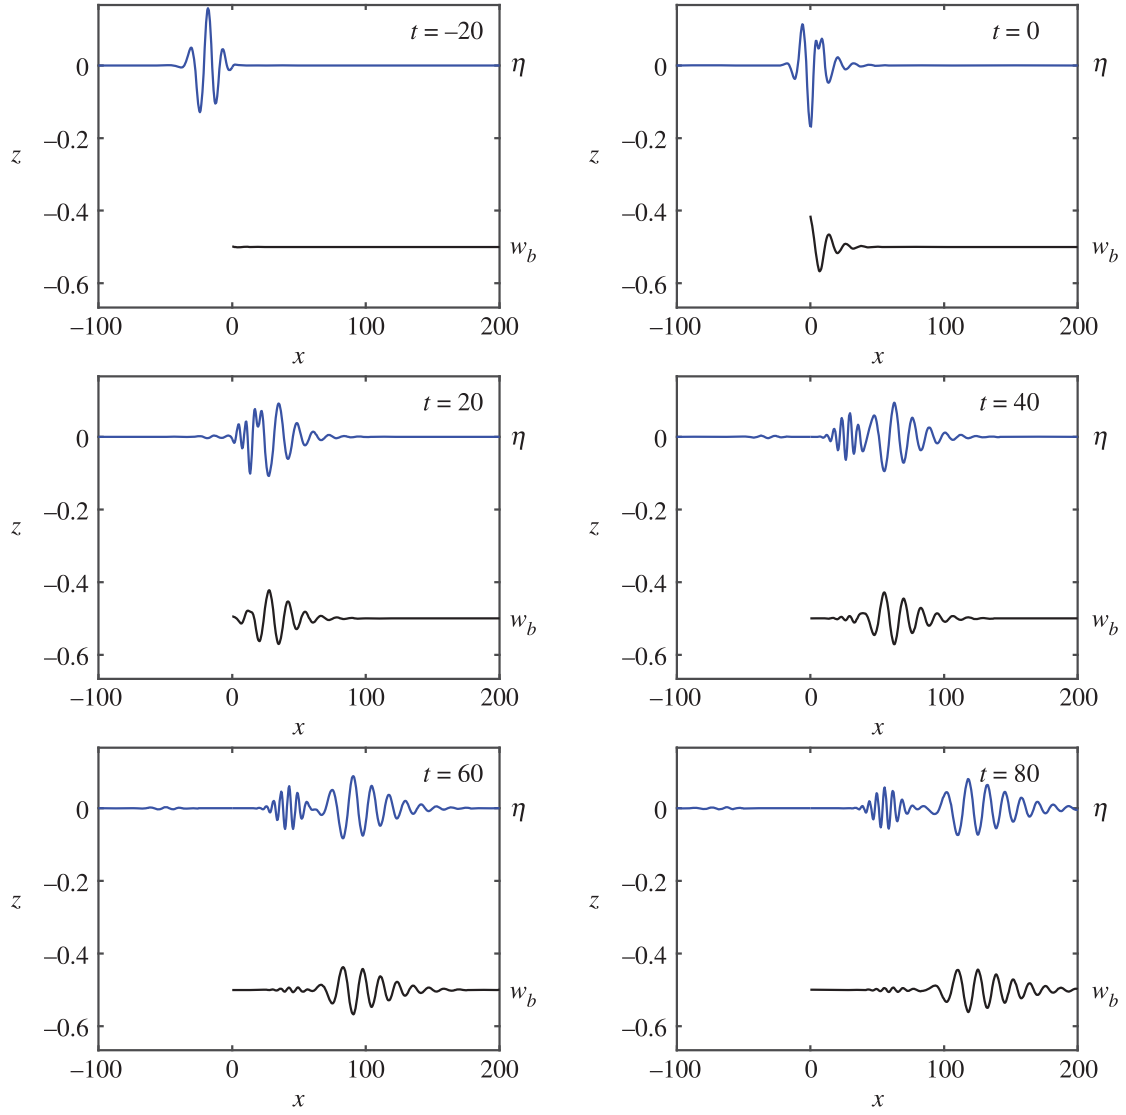 t = –20
0
η
–0.2
z
–0.4
w_b
–0.6
–100 0 100 200
x
t = 0
0
η
–0.2
z
–0.4
w_b
–0.6
–100 0 100 200
x
t = 20
0
η
–0.2
z
–0.4
w_b
–0.6
–100 0 100 200
x
t = 40
0
η
–0.2
z
–0.4
w_b
–0.6
–100 0 100 200
x
t = 60
0
η
–0.2
z
–0.4
w_b
–0.6
–100 0 100 200
x
t = 80
0
η
–0.2
z
–0.4
w_b
–0.6
–100 0 100 200
x